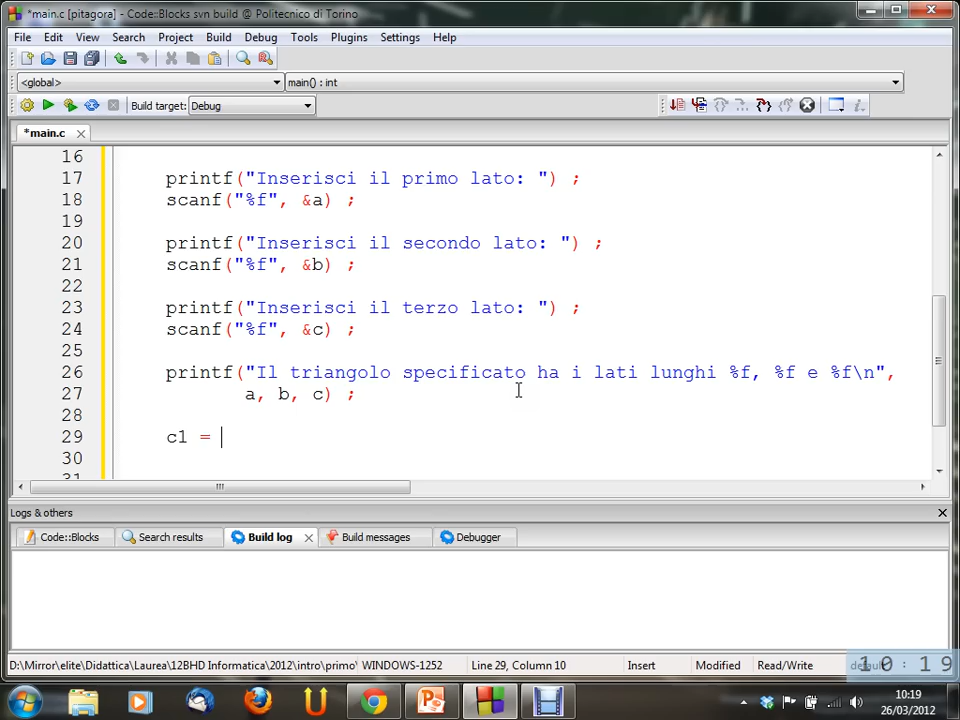 *main.c [pitagora] - Code::Blocks svn build @ Politecnico di Torino
File Edit View Search Project Build Debug Tools Plugins Settings Help
<global> main() : int
Build target: Debug
*main.c
16
17 printf("Inserisci il primo lato: ") ;
18 scanf("%f", &a) ;
19
20 printf("Inserisci il secondo lato: ") ;
21 scanf("%f", &b) ;
22
23 printf("Inserisci il terzo lato: ") ;
24 scanf("%f", &c) ;
25
26 printf("Il triangolo specificato ha i lati lunghi %f, %f e %f\n",
27 a, b, c) ;
28
29 c1 =
30
31
Logs & others
Code::Blocks Search results Build log Build messages Debugger
D:\Mirror\elite\Didattica\Laurea\12BHD Informatica\2012\intro\primo' WINDOWS-1252 Line 29, Column 10 Insert Modified Read/Write default
10:19
10:19
26/03/2012